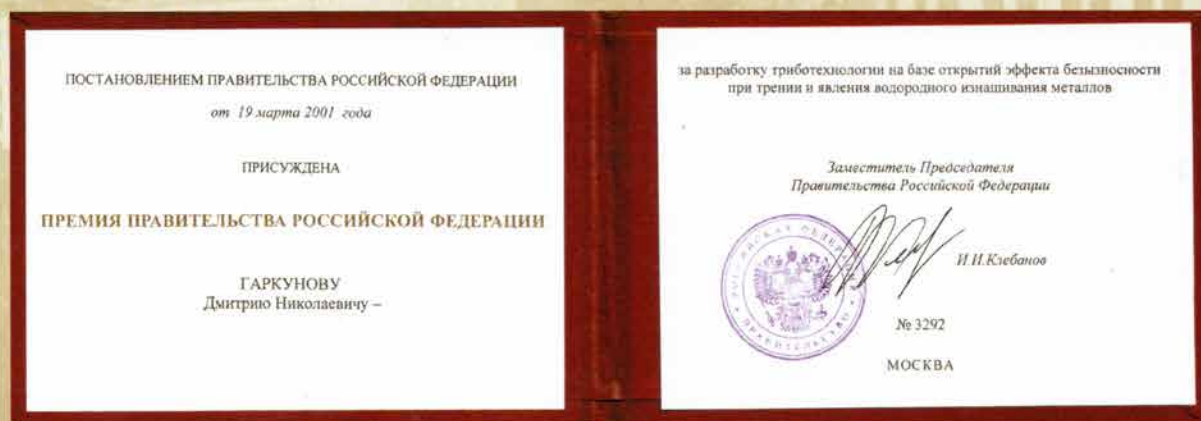 ПОСТАНОВЛЕНИЕМ ПРАВИТЕЛЬСТВА РОССИЙСКОЙ ФЕДЕРАЦИИ
от 19 марта 2001 года
ПРИСУЖДЕНА
ПРЕМИЯ ПРАВИТЕЛЬСТВА РОССИЙСКОЙ ФЕДЕРАЦИИ
ГАРКУНОВУ
Дмитрию Николаевичу –
за разработку триботехнологии на базе открытий эффекта безызносности
при трении и явления водородного изнашивания металлов
Заместитель Председателя
Правительства Российской Федерации
И.И.Клебанов
№ 3292
МОСКВА
ПРАВИТЕЛЬСТВО